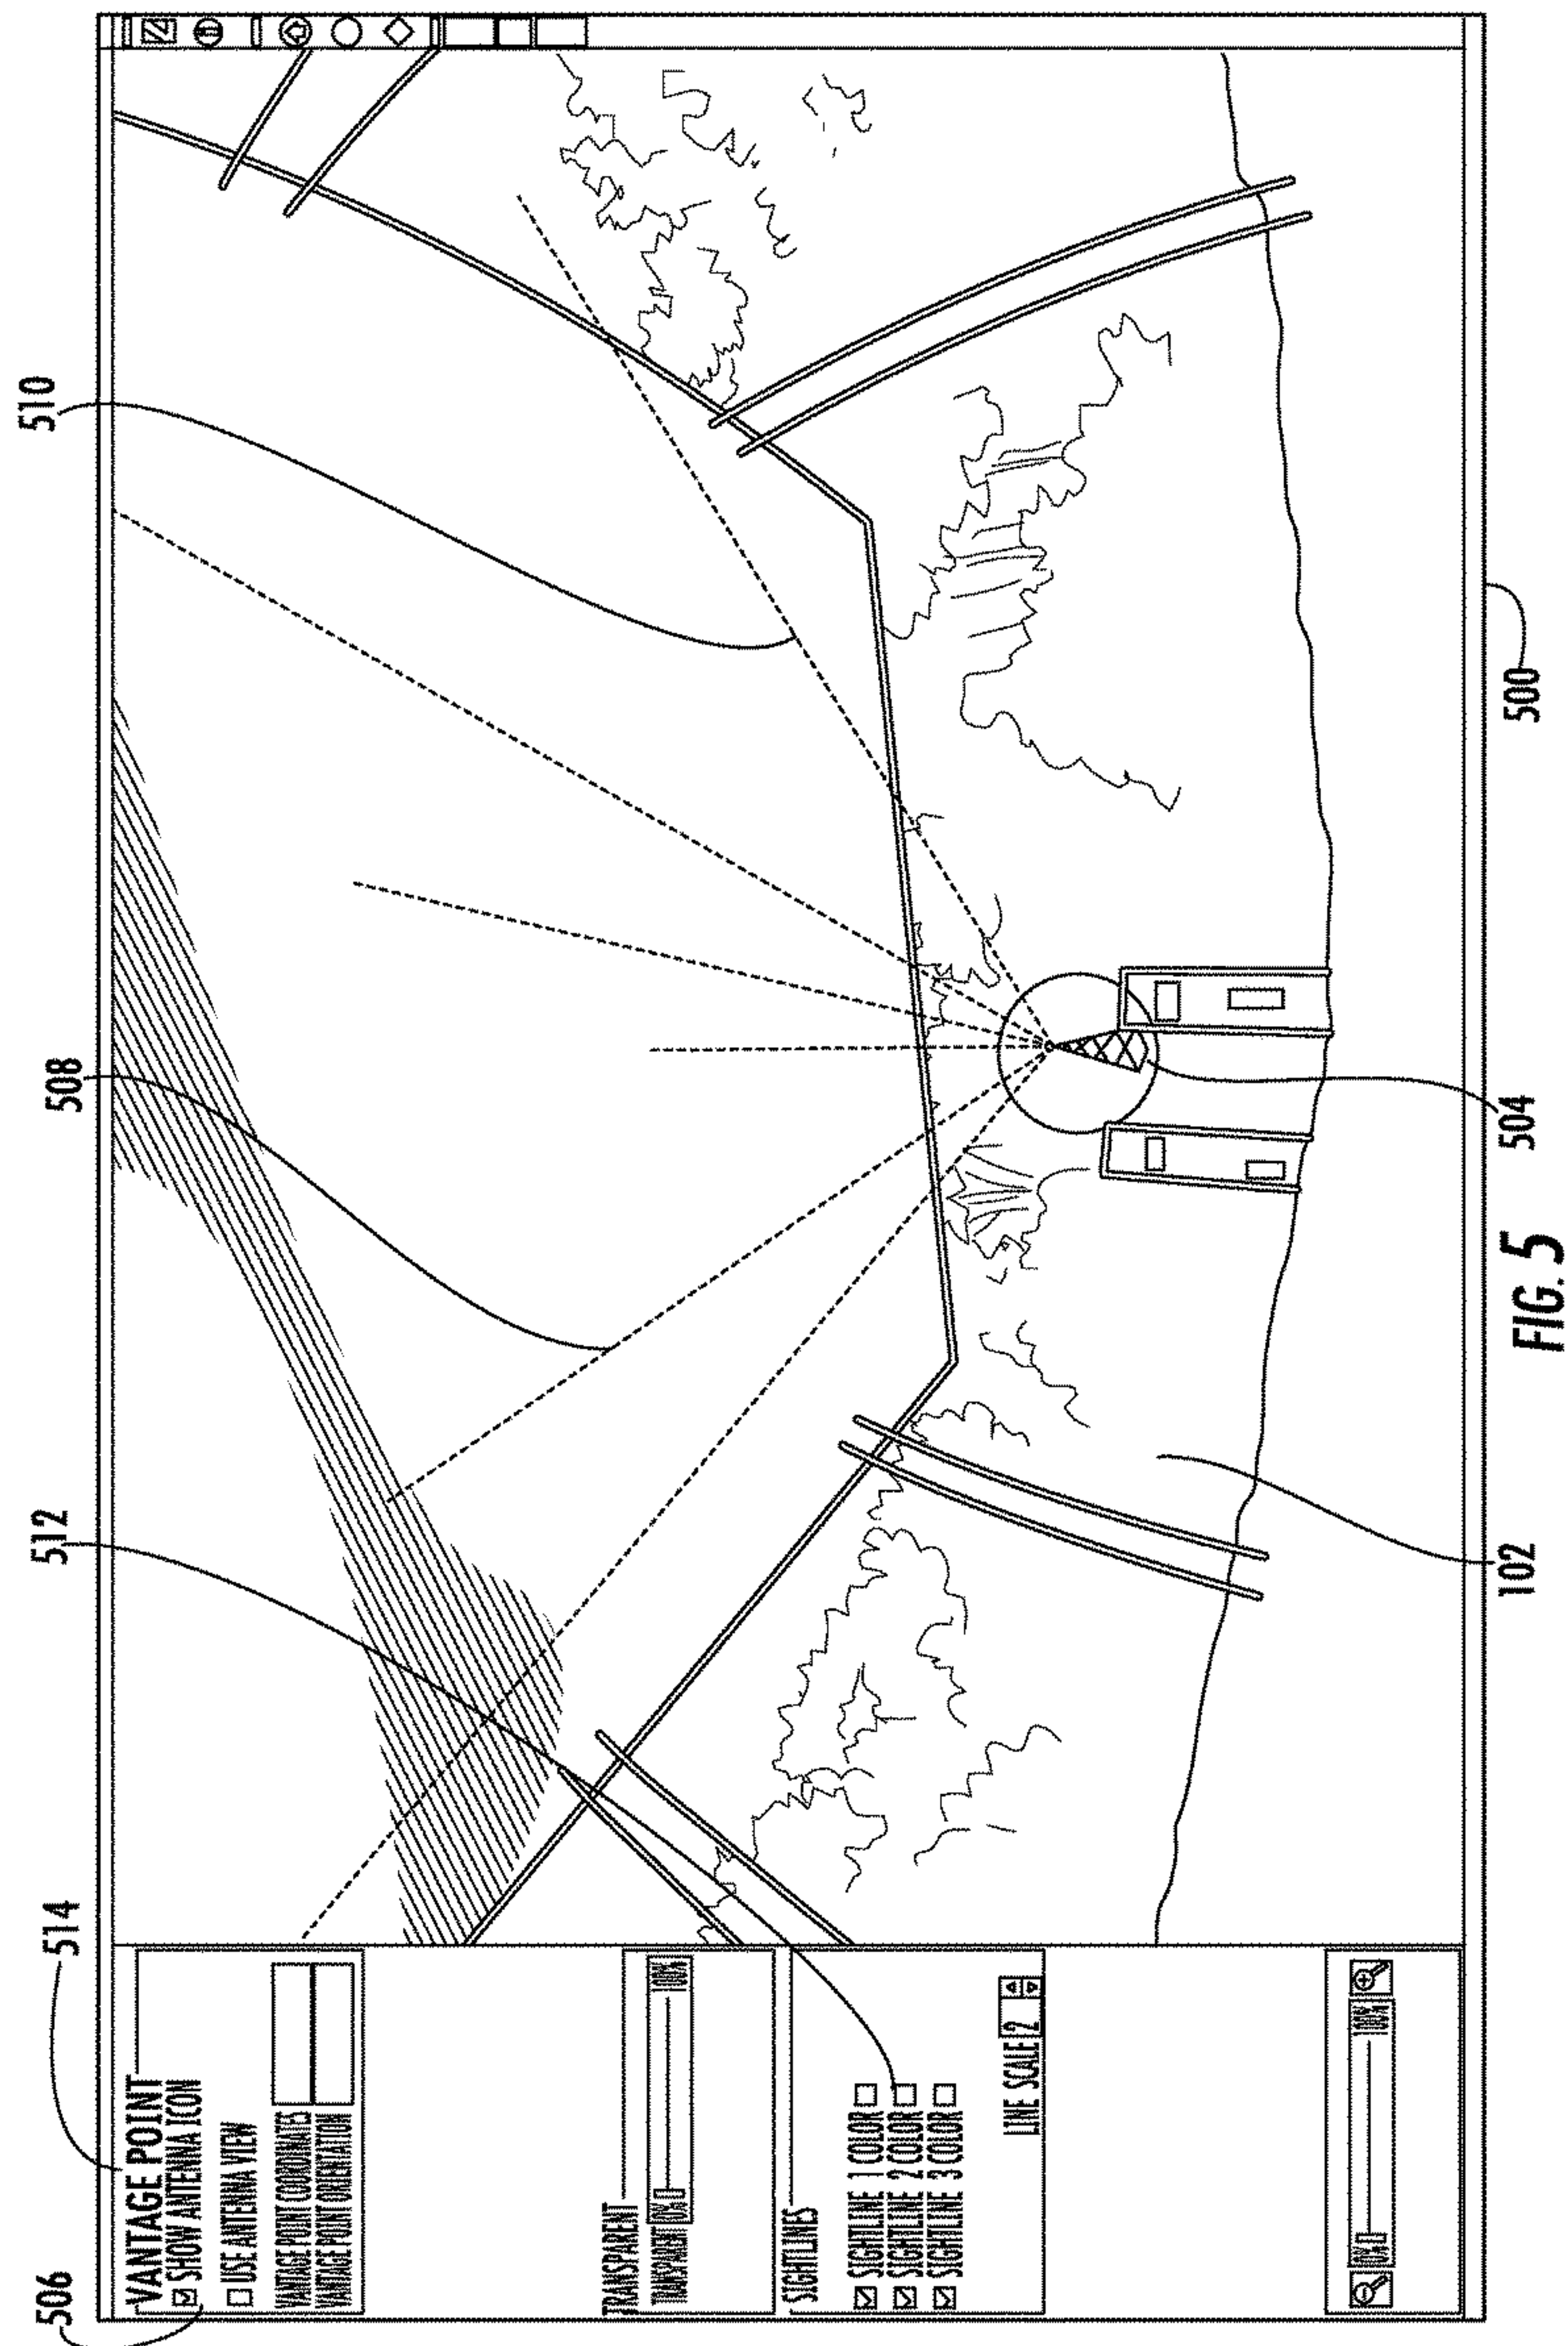 506
514
512
508
510
VANTAGE POINT
SHOW ANTENNA ICON
USE ANTENNA VIEW
VANTAGE POINT COORDINATES
VANTAGE POINT ORIENTATION
TRANSPARENT
TRANSPARENT 0% 100%
SIGHTLINES
SIGHTLINE 1 COLOR
SIGHTLINE 2 COLOR
SIGHTLINE 3 COLOR
LINE SCALE 2
0% 100%
102
504
500
FIG. 5